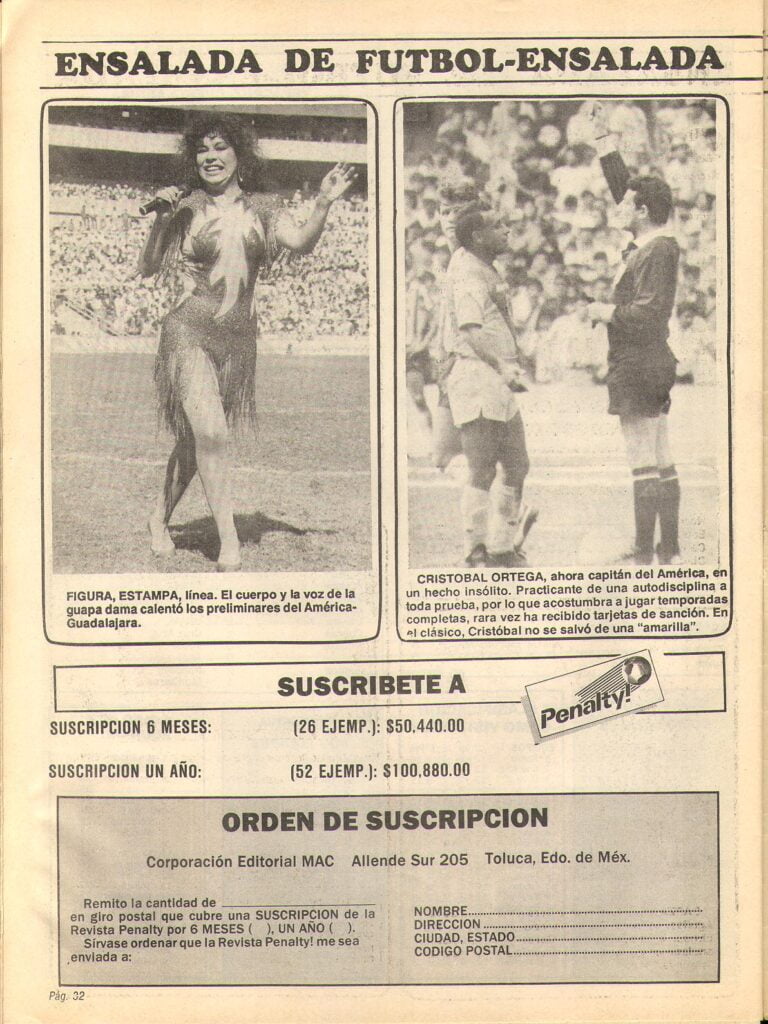 ENSALADA DE FUTBOL-ENSALADA
FIGURA, ESTAMPA, línea. El cuerpo y la voz de la
guapa dama calentó los preliminares del América-
Guadalajara.
CRISTOBAL ORTEGA, ahora capitán del América, en
un hecho insólito. Practicante de una autodisciplina a
toda prueba, por lo que acostumbra a jugar temporadas
completas, rara vez ha recibido tarjetas de sanción. En
el clásico, Cristóbal no se salvó de una "amarilla".
SUSCRIBETE A
Penalty!
SUSCRIPCION 6 MESES: (26 EJEMP.): $50,440.00
SUSCRIPCION UN AÑO: (52 EJEMP.): $100,880.00
ORDEN DE SUSCRIPCION
Corporación Editorial MAC Allende Sur 205 Toluca, Edo. de Méx.
Remito la cantidad de
en giro postal que cubre una SUSCRIPCION de la
Revista Penalty por 6 MESES ( ), UN AÑO ( ).
Sírvase ordenar que la Revista Penalty! me sea
enviada a:
NOMBRE
DIRECCION
CIUDAD, ESTADO
CODIGO POSTAL
Pág. 32